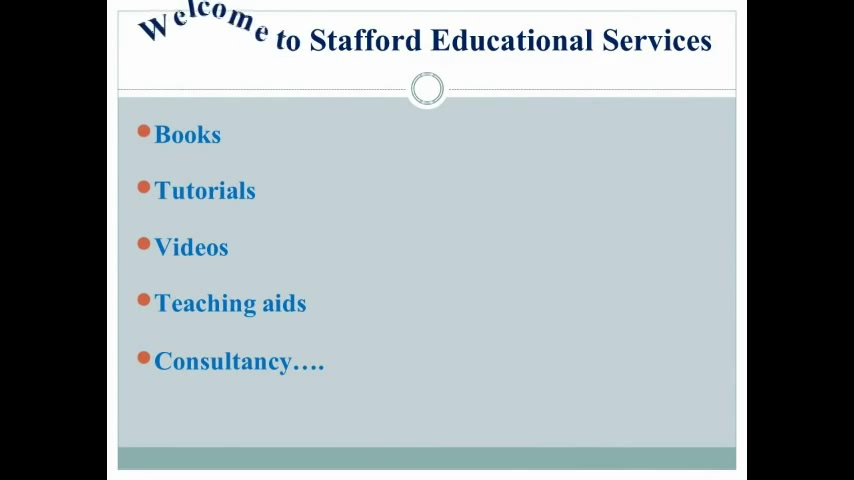 Welcome to Stafford Educational Services
Books
Tutorials
Videos
Teaching aids
Consultancy....